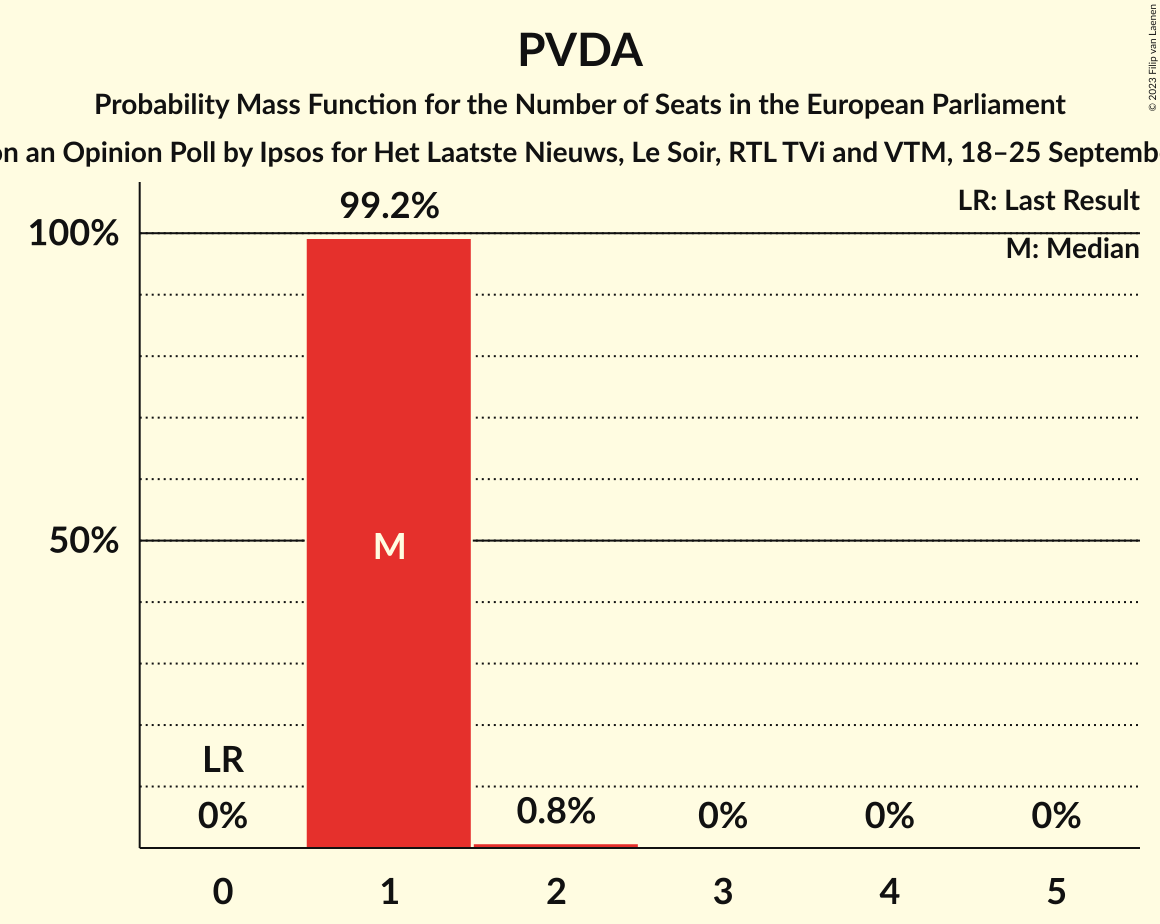 PVDA
Probability Mass Function for the Number of Seats in the European Parliament
an Opinion Poll by Ipsos for Het Laatste Nieuws, Le Soir, RTL TVi and VTM, 18–25
© 2023 Filip van Laenen
LR: Last Result
M: Median
99.2%
100%
50%
M
LR
0%
0.8%
0%
0%
0%
0 1 2 3 4 5